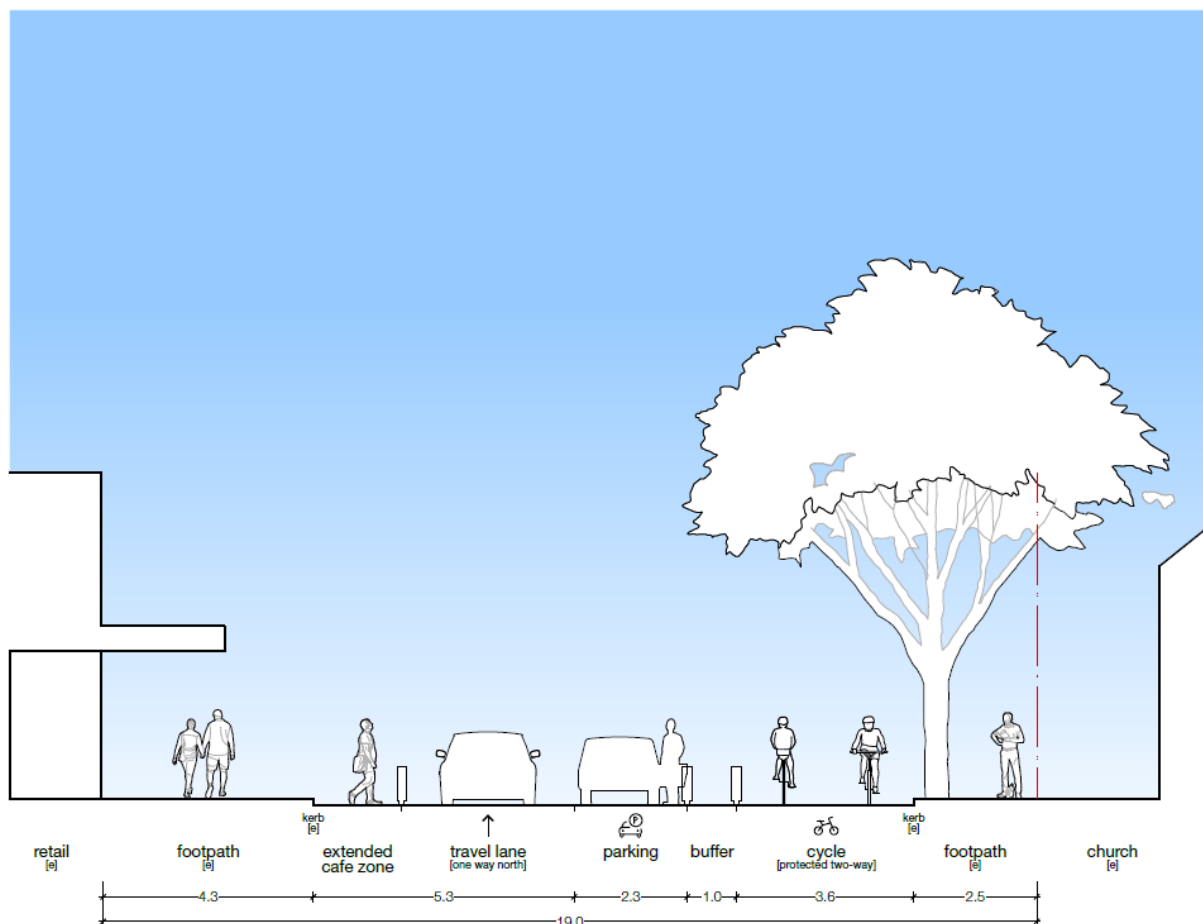 kerb
[e]
kerb
[e]
P
retail
[e]
footpath
[e]
extended
cafe zone
travel lane
[one way north]
parking
buffer
cycle
[protected two-way]
footpath
[e]
church
[e]
4.3
5.3
2.3
1.0
3.6
2.5
19.0